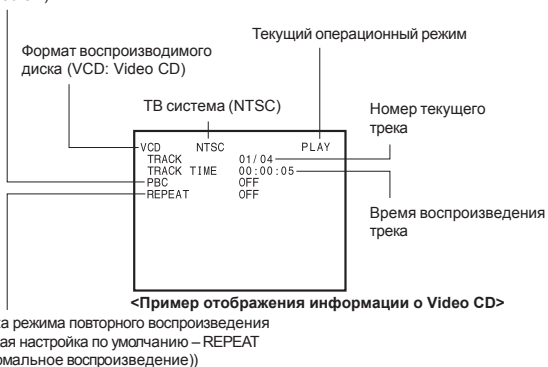 Текущий операционный режим
Формат воспроизводимого
диска (VCD: Video CD)
ТВ система (NTSC)
Номер текущего
трека
VCD NTSC PLAY
TRACK 01/04
TRACK TIME 00:00:05
PBC OFF
REPEAT OFF
Время воспроизведения
трека
<Пример отображения информации о Video CD>
режима повторного воспроизведения
настройка по умолчанию – REPEAT
воспроизведение))